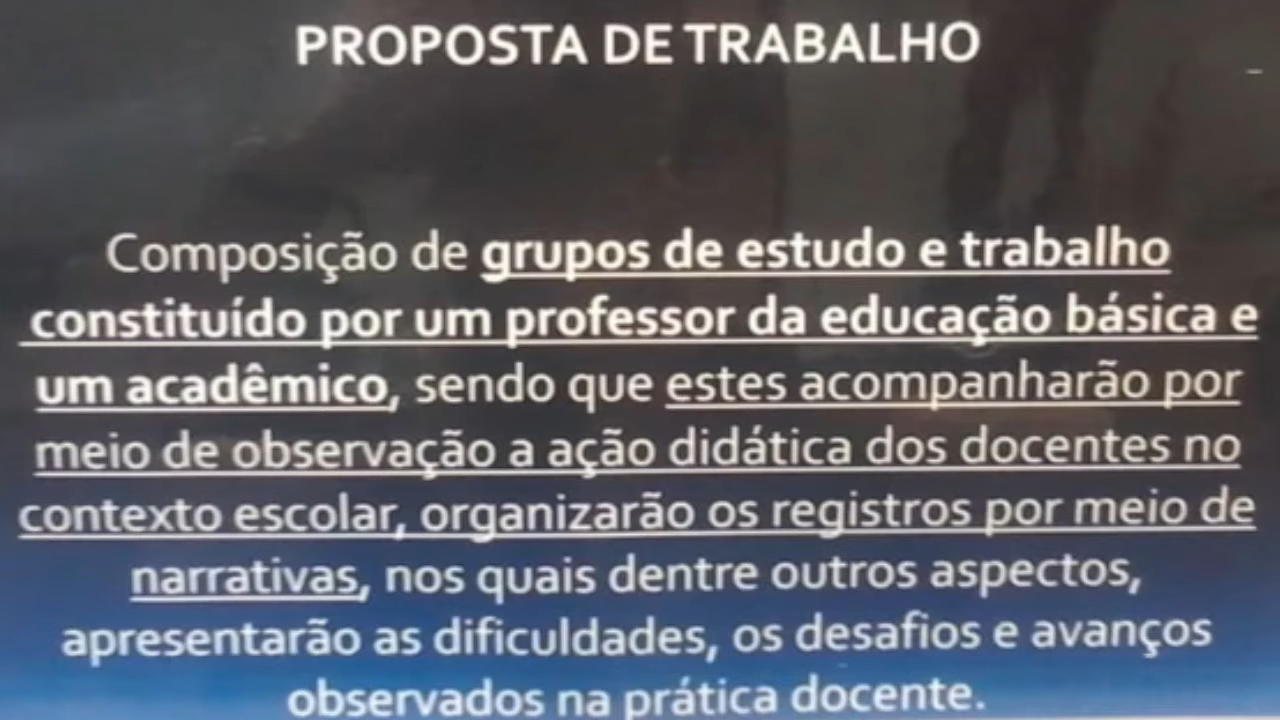 PROPOSTA DE TRABALHO
Composição de grupos de estudo e trabalho
constituído por um professor da educação básica e
um acadêmico, sendo que estes acompanharão por
meio de observação a ação didática dos docentes no
contexto escolar, organizarão os registros por meio de
narrativas, nos quais dentre outros aspectos,
apresentarão as dificuldades, os desafios e avanços
observados na prática docente.